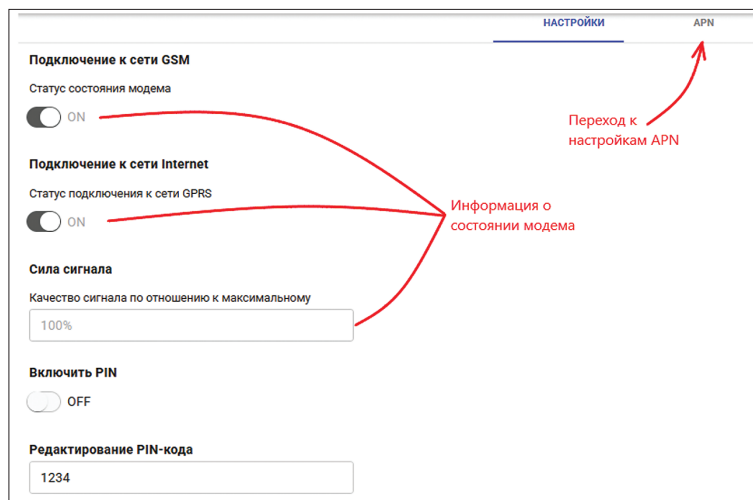 НАСТРОЙКИ
APN
Подключение к сети GSM
Статус состояния модема
ON
Переход к
настройкам APN
Подключение к сети Internet
Статус подключения к сети GPRS
ON
Информация о
состоянии модема
Сила сигнала
Качество сигнала по отношению к максимальному
100%
Включить PIN
OFF
Редактирование PIN-кода
1234